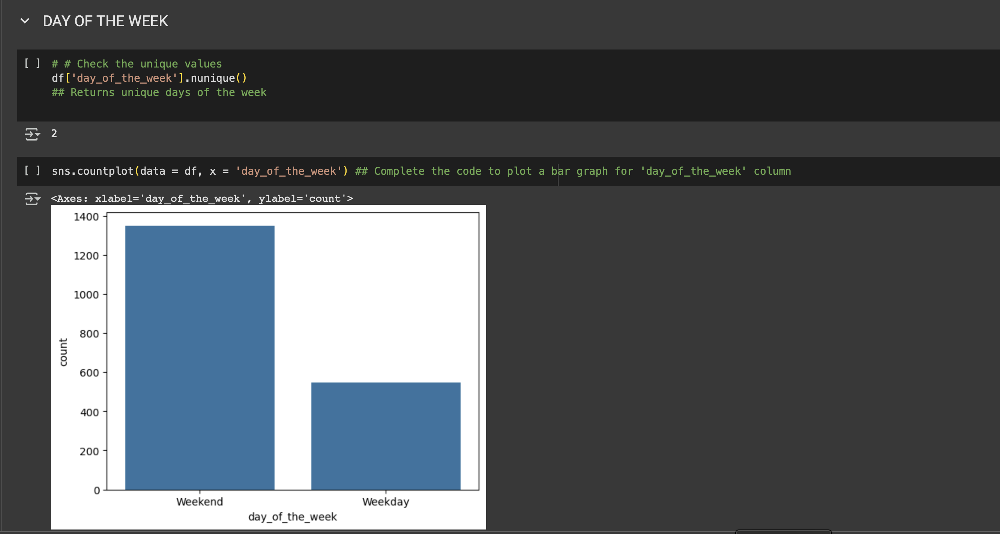 DAY OF THE WEEK
[ ] # # Check the unique values
df['day_of_the_week'].nunique()
## Returns unique days of the week
2
[ ] sns.countplot(data = df, x = 'day_of_the_week') ## Complete the code to plot a bar graph for 'day_of_the_week' column
<Axes: xlabel='day_of_the_week', ylabel='count'>
1400
1200
1000
800
600
400
200
0
count
Weekend Weekday
day_of_the_week